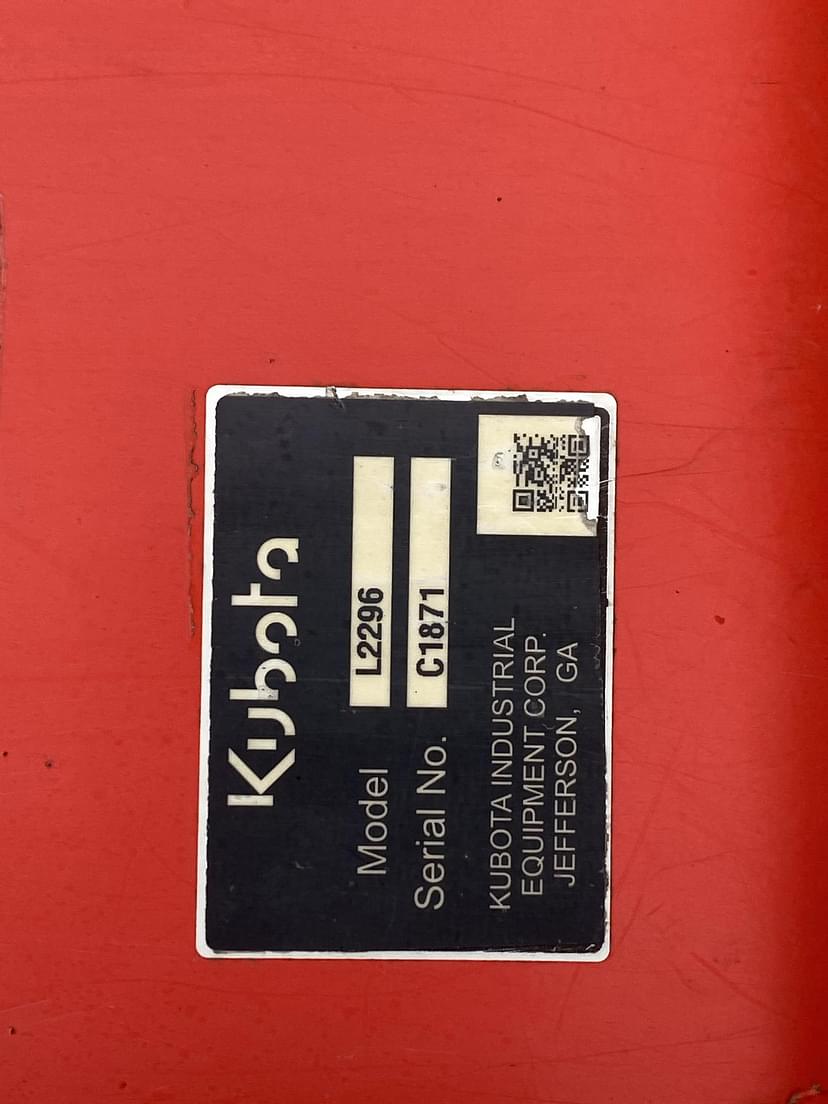 Kubota
Model L2296
Serial No. C1871
KUBOTA INDUSTRIAL
EQUIPMENT CORP.
JEFFERSON, GA